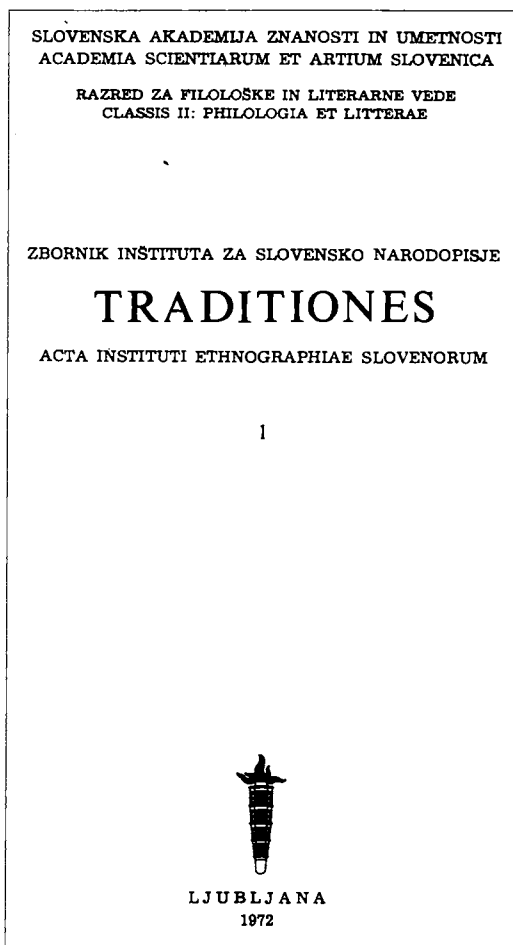 SLOVENSKA AKADEMIJA ZNANOSTI IN UMETNOSTI
ACADEMIA SCIENTIARUM ET ARTIUM SLOVENICA
RAZRED ZA FILOLOŠKE IN LITERARNE VEDE
CLASSIS II: PHILOLOGIA ET LITTERAE
ZBORNIK INŠTITUTA ZA SLOVENSKO NARODOPISJE
TRADITIONES
ACTA INSTITUTI ETHNOGRAPHIAE SLOVENORUM
1
LJUBLJANA
1972